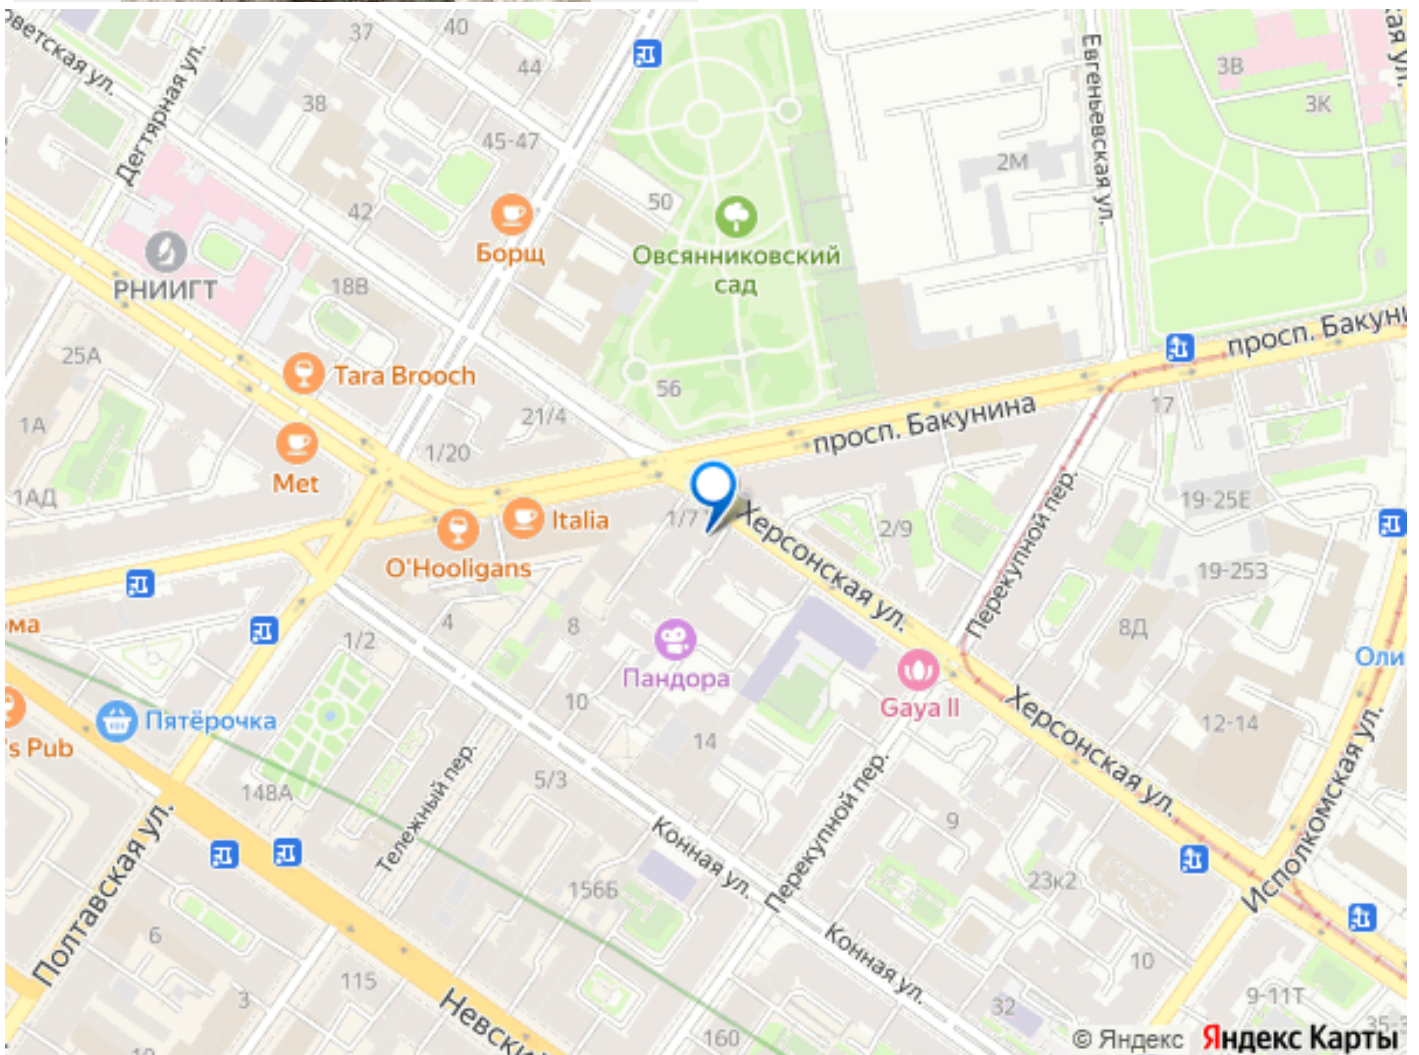 ветская ул.
37
40
44
38
Дегтярная ул.
45-47
50
42
Борщ
Овсянниковский
сад
2М
Евгеньевская ул.
3В
3К
ая ул.
РНИИГТ
18В
25А
Tara Brooch
56
21/4
1А
1/20
Met
1АД
просп. Бакунина
просп. Бакуни
17
19-25Е
Italia
O'Hooligans
1/7
Херсонская ул.
2/9
Перекупной пер.
19-253
ома
1/2
4
8
8Д
Пандора
Оли
10
Gaya II
Пятёрочка
's Pub
14
Херсонская ул.
12-14
148А
Тележный пер.
5/3
Перекупной пер.
9
Исполкомская ул.
Полтавская ул.
Конная ул.
156Б
23к2
6
Конная ул.
10
115
3
32
9-11Т
Невский
160
© Яндекс Яндекс Карты